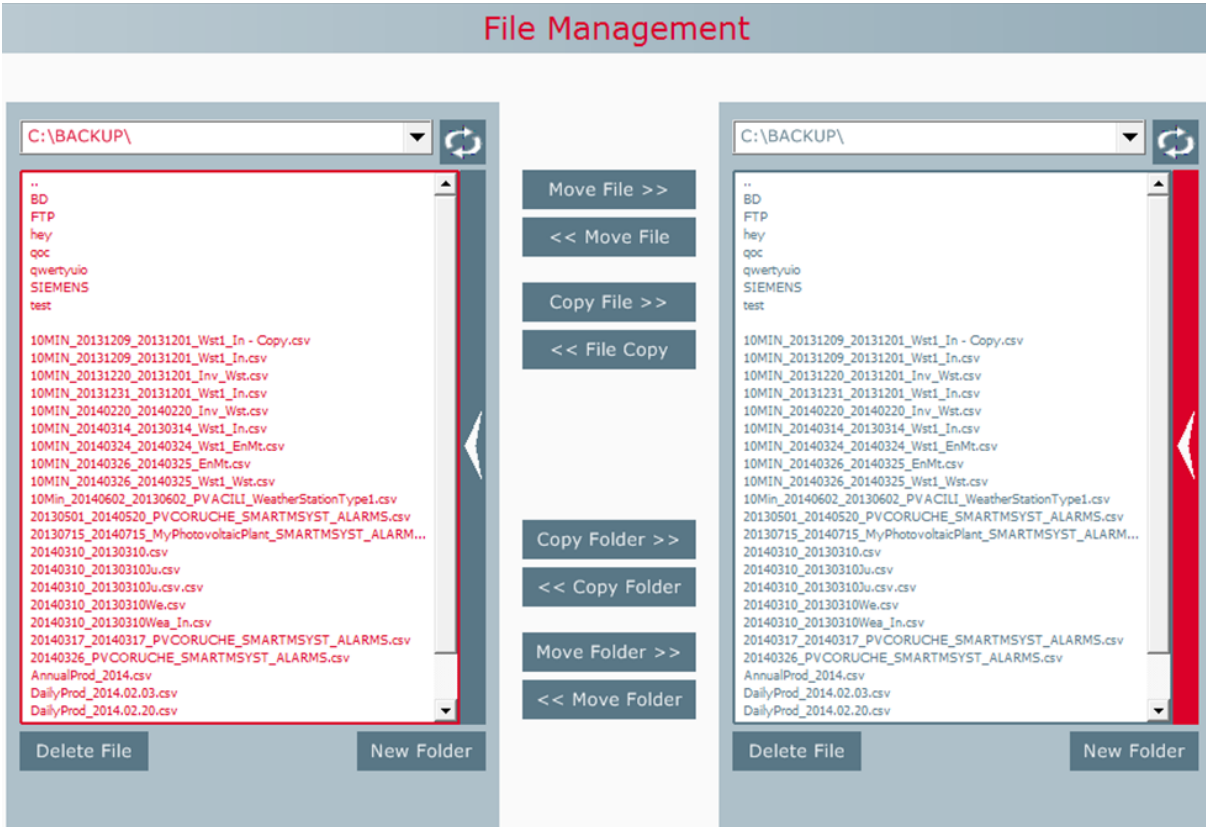 File Management
C:\BACKUP\
..
BD
FTP
hey
qoc
qwertyuio
SIEMENS
test
10MIN_20131209_20131201_Wst1_In - Copy.csv
10MIN_20131209_20131201_Wst1_In.csv
10MIN_20131220_20131201_Inv_Wst.csv
10MIN_20131231_20131201_Wst1_In.csv
10MIN_20140220_20140220_Inv_Wst.csv
10MIN_20140314_20130314_Wst1_In.csv
10MIN_20140324_20140324_Wst1_EnMt.csv
10MIN_20140326_20140325_EnMt.csv
10MIN_20140326_20140325_Wst1_Wst.csv
10Min_20140602_20130602_PVACILI_WeatherStationType1.csv
20130501_20140520_PVCORUCHE_SMARTMSYST_ALARMS.csv
20130715_20140715_MyPhotovoltaicPlant_SMARTMSYST_ALARM...
20140310_20130310.csv
20140310_20130310Ju.csv
20140310_20130310Ju.csv.csv
20140310_20130310We.csv
20140310_20130310Wea_In.csv
20140317_20140317_PVCORUCHE_SMARTMSYST_ALARMS.csv
20140326_PVCORUCHE_SMARTMSYST_ALARMS.csv
AnnualProd_2014.csv
DailyProd_2014.02.03.csv
DailyProd_2014.02.20.csv
Delete File
New Folder
Move File >>
<< Move File
Copy File >>
<< File Copy
Copy Folder >>
<< Copy Folder
Move Folder >>
<< Move Folder
C:\BACKUP\
..
BD
FTP
hey
qoc
qwertyuio
SIEMENS
test
10MIN_20131209_20131201_Wst1_In - Copy.csv
10MIN_20131209_20131201_Wst1_In.csv
10MIN_20131220_20131201_Inv_Wst.csv
10MIN_20131231_20131201_Wst1_In.csv
10MIN_20140220_20140220_Inv_Wst.csv
10MIN_20140314_20130314_Wst1_In.csv
10MIN_20140324_20140324_Wst1_EnMt.csv
10MIN_20140326_20140325_EnMt.csv
10MIN_20140326_20140325_Wst1_Wst.csv
10Min_20140602_20130602_PVACILI_WeatherStationType1.csv
20130501_20140520_PVCORUCHE_SMARTMSYST_ALARMS.csv
20130715_20140715_MyPhotovoltaicPlant_SMARTMSYST_ALARM...
20140310_20130310.csv
20140310_20130310Ju.csv
20140310_20130310Ju.csv.csv
20140310_20130310We.csv
20140310_20130310Wea_In.csv
20140317_20140317_PVCORUCHE_SMARTMSYST_ALARMS.csv
20140326_PVCORUCHE_SMARTMSYST_ALARMS.csv
AnnualProd_2014.csv
DailyProd_2014.02.03.csv
DailyProd_2014.02.20.csv
Delete File
New Folder